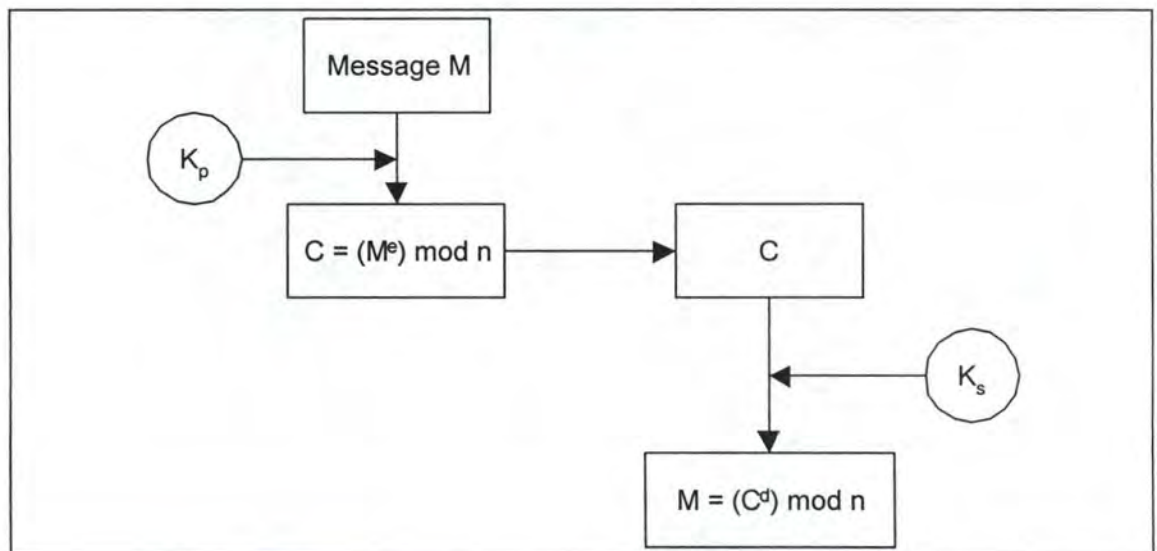 Message M
Kₚ
C = (Mᵉ) mod n
C
Kₛ
M = (Cᵈ) mod n